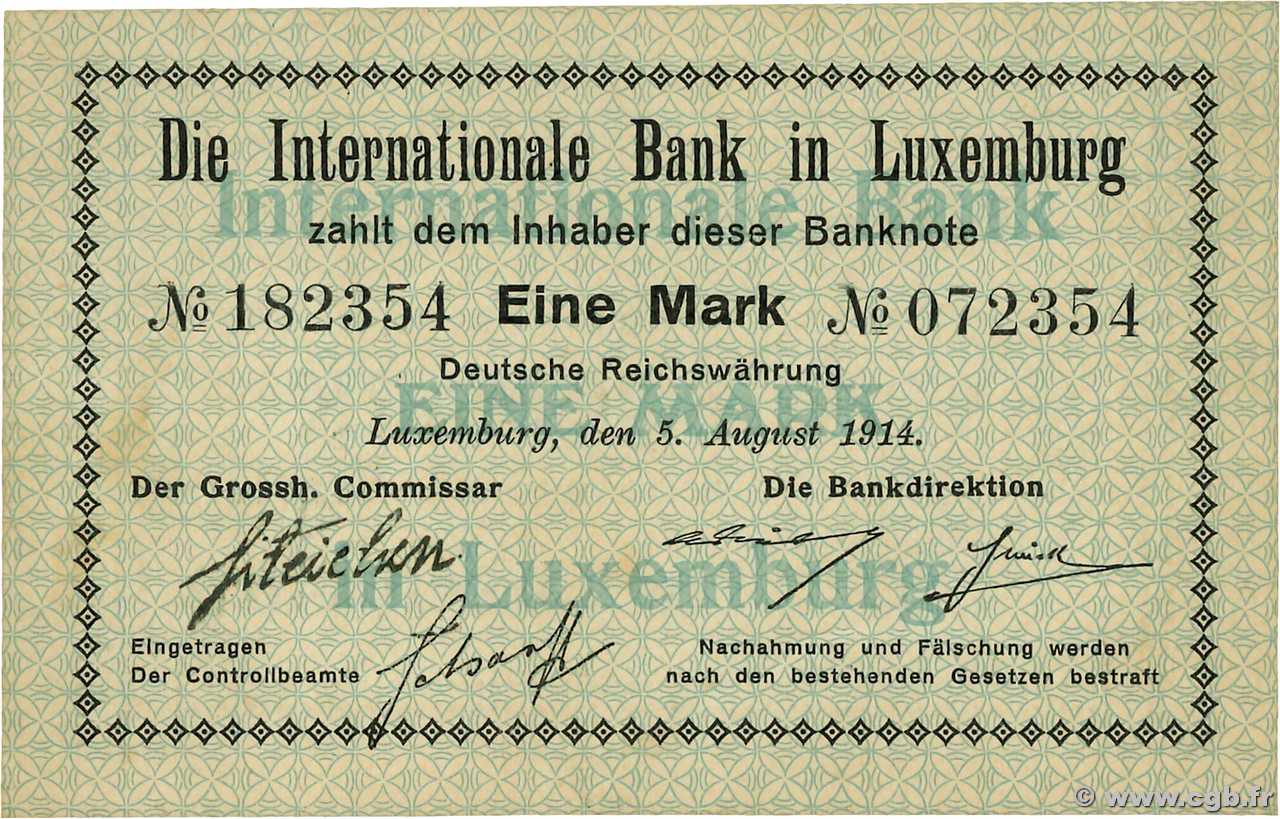 Die Internationale Bank in Luxemburg
Internationale Bank
zahlt dem Inhaber dieser Banknote
№ 182354 Eine Mark № 072354
Deutsche Reichswährung
EINE MARK
Luxemburg, den 5. August 1914.
Der Grossh. Commissar Die Bankdirektion
in Luxemburg
Eingetragen
Der Controllbeamte
Nachahmung und Fälschung werden
nach den bestehenden Gesetzen bestraft
© www.cgb.fr